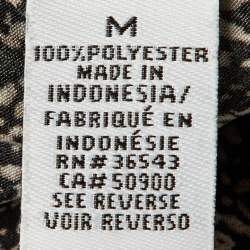 M
100% POLYESTER
MADE IN
INDONESIA/
FABRIQUÉ EN
INDONÉSIE
RN# 36543
CA# 50900
SEE REVERSE
VOIR REVERSO